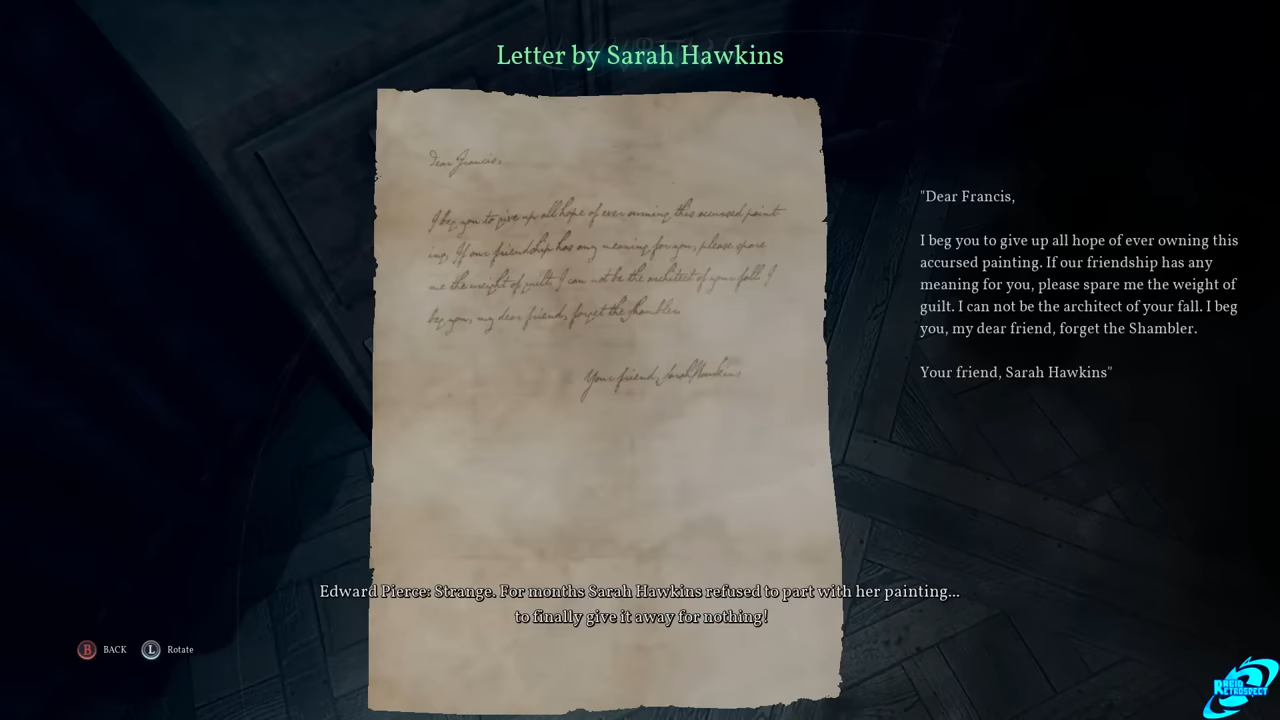 Letter by Sarah Hawkins
Dear Francis,
I beg you to give up all hope of ever owning this accursed paint
ing. If our friendship has any meaning for you, please spare
me the weight of guilt. I can not be the architect of your fall. I
beg you, my dear friend, forget the Shambler.
Your friend, Sarah Hawkins
"Dear Francis,
I beg you to give up all hope of ever owning this
accursed painting. If our friendship has any
meaning for you, please spare me the weight of
guilt. I can not be the architect of your fall. I beg
you, my dear friend, forget the Shambler.
Your friend, Sarah Hawkins"
Edward Pierce: Strange. For months Sarah Hawkins refused to part with her painting...
to finally give it away for nothing!
B BACK L Rotate
RETROSPECT